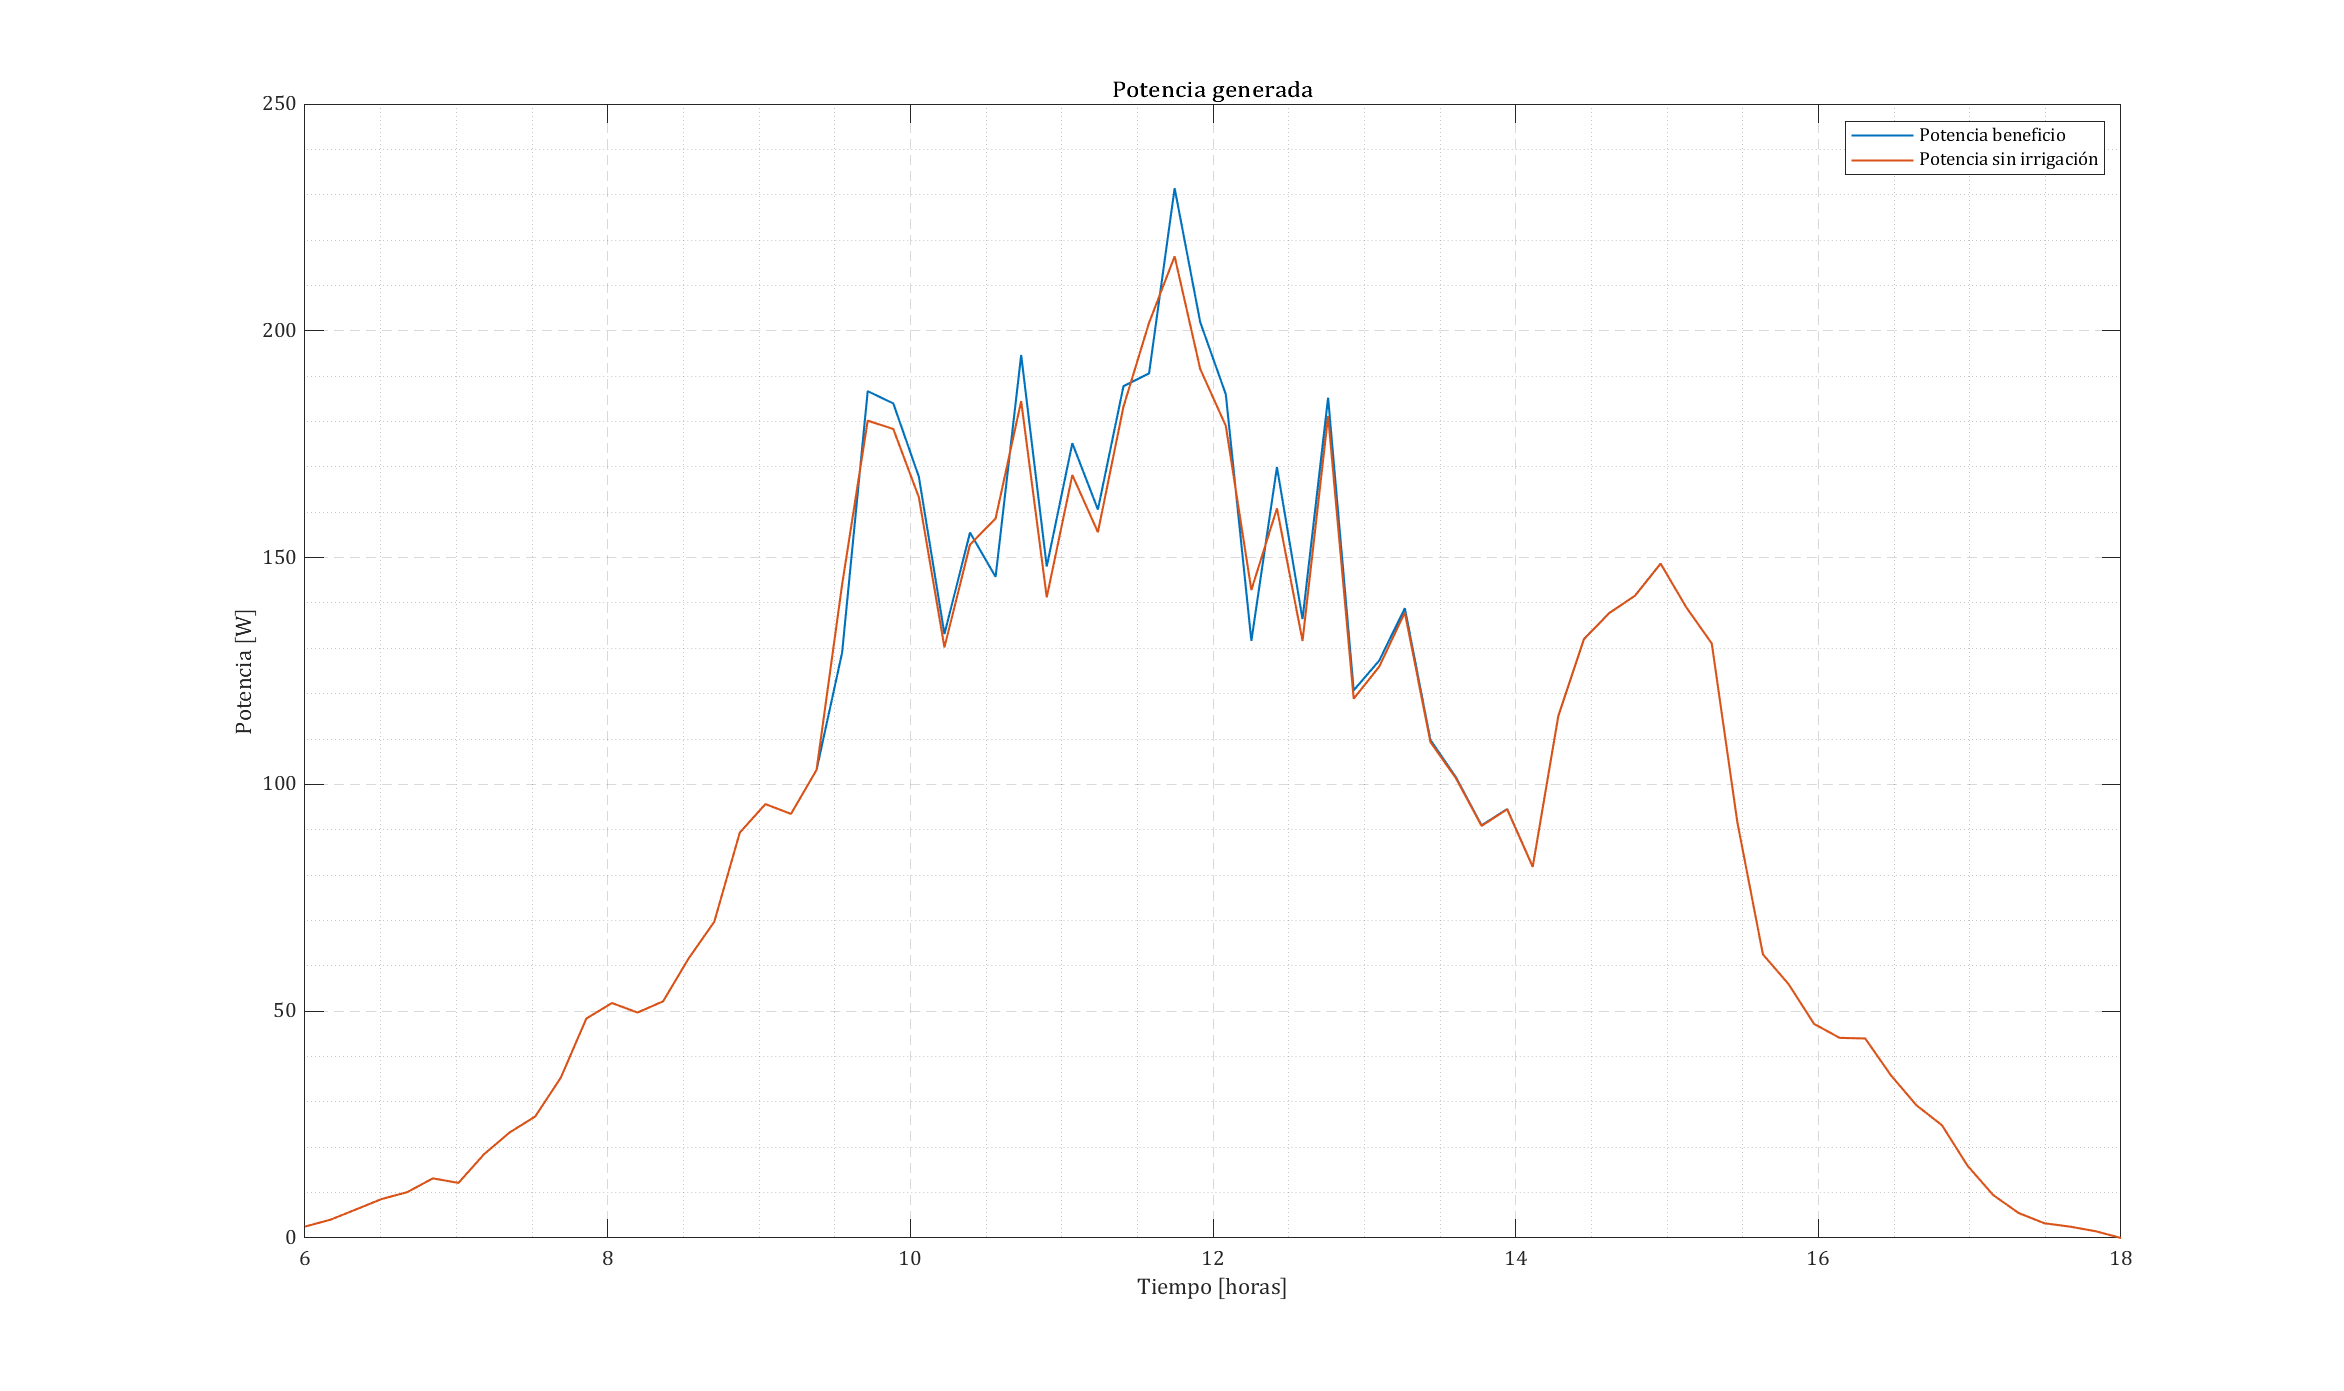 Potencia generada
Potencia beneficio
Potencia sin irrigación
250
200
150
100
50
0
Potencia [W]
6 8 10 12 14 16 18
Tiempo [horas]